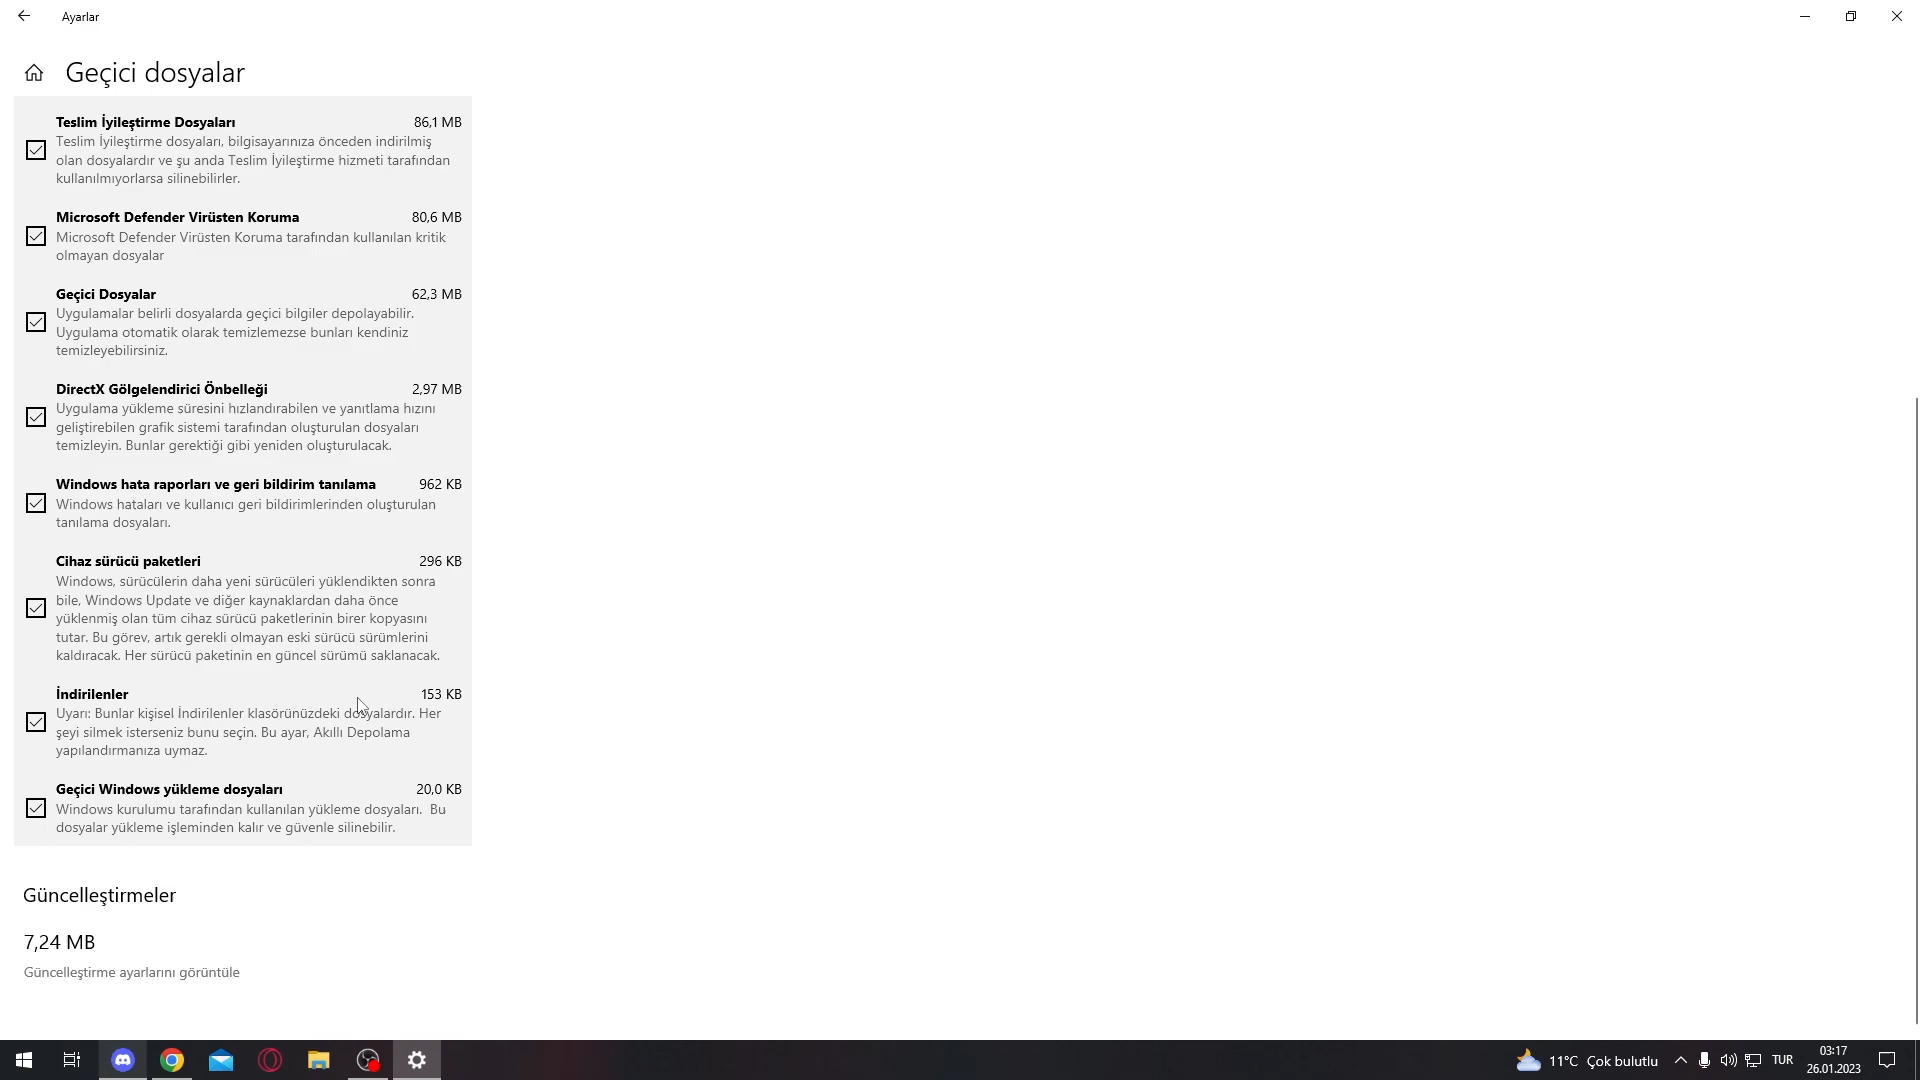 Ayarlar
Geçici dosyalar
Teslim İyileştirme Dosyaları 86,1 MB
Teslim İyileştirme dosyaları, bilgisayarınıza önceden indirilmiş
olan dosyalardır ve şu anda Teslim İyileştirme hizmeti tarafından
kullanılmıyorlarsa silinebilirler.
Microsoft Defender Virüsten Koruma 80,6 MB
Microsoft Defender Virüsten Koruma tarafından kullanılan kritik
olmayan dosyalar
Geçici Dosyalar 62,3 MB
Uygulamalar belirli dosyalarda geçici bilgiler depolayabilir.
Uygulama otomatik olarak temizlemezse bunları kendiniz
temizleyebilirsiniz.
DirectX Gölgelendirici Önbelleği 2,97 MB
Uygulama yükleme süresini hızlandırabilen ve yanıtlama hızını
geliştirebilen grafik sistemi tarafından oluşturulan dosyaları
temizleyin. Bunlar gerektiği gibi yeniden oluşturulacak.
Windows hata raporları ve geri bildirim tanılama 962 KB
Windows hataları ve kullanıcı geri bildirimlerinden oluşturulan
tanılama dosyaları.
Cihaz sürücü paketleri 296 KB
Windows, sürücülerin daha yeni sürücüleri yüklendikten sonra
bile, Windows Update ve diğer kaynaklardan daha önce
yüklenmiş olan tüm cihaz sürücü paketlerinin birer kopyasını
tutar. Bu görev, artık gerekli olmayan eski sürücü sürümlerini
kaldıracak. Her sürücü paketinin en güncel sürümü saklanacak.
İndirilenler 153 KB
Uyarı: Bunlar kişisel İndirilenler klasörünüzdeki dosyalardır. Her
şeyi silmek isterseniz bunu seçin. Bu ayar, Akıllı Depolama
yapılandırmanıza uymaz.
Geçici Windows yükleme dosyaları 20,0 KB
Windows kurulumu tarafından kullanılan yükleme dosyaları.  Bu
dosyalar yükleme işleminden kalır ve güvenle silinebilir.
Güncelleştirmeler
7,24 MB
Güncelleştirme ayarlarını görüntüle
11°C Çok bulutlu TUR 03:17
26.01.2023